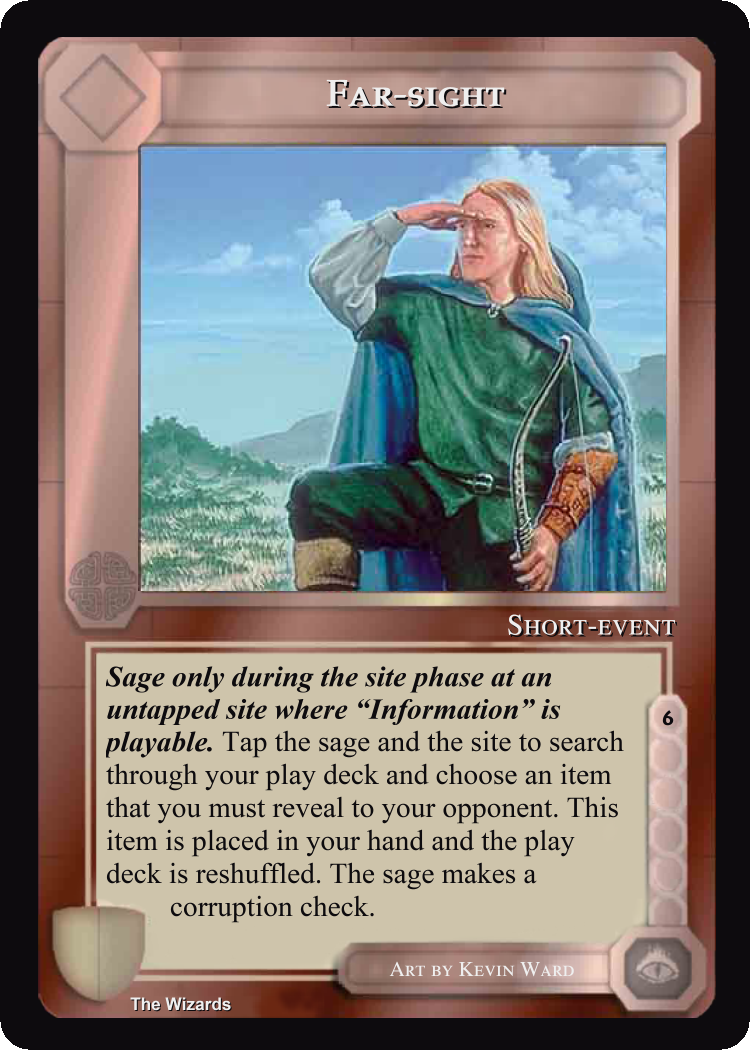 Far-sight
Short-event
Sage only during the site phase at an
untapped site where “Information” is
playable. Tap the sage and the site to search
through your play deck and choose an item
that you must reveal to your opponent. This
item is placed in your hand and the play
deck is reshuffled. The sage makes a
corruption check.
6
Art by Kevin Ward
The Wizards